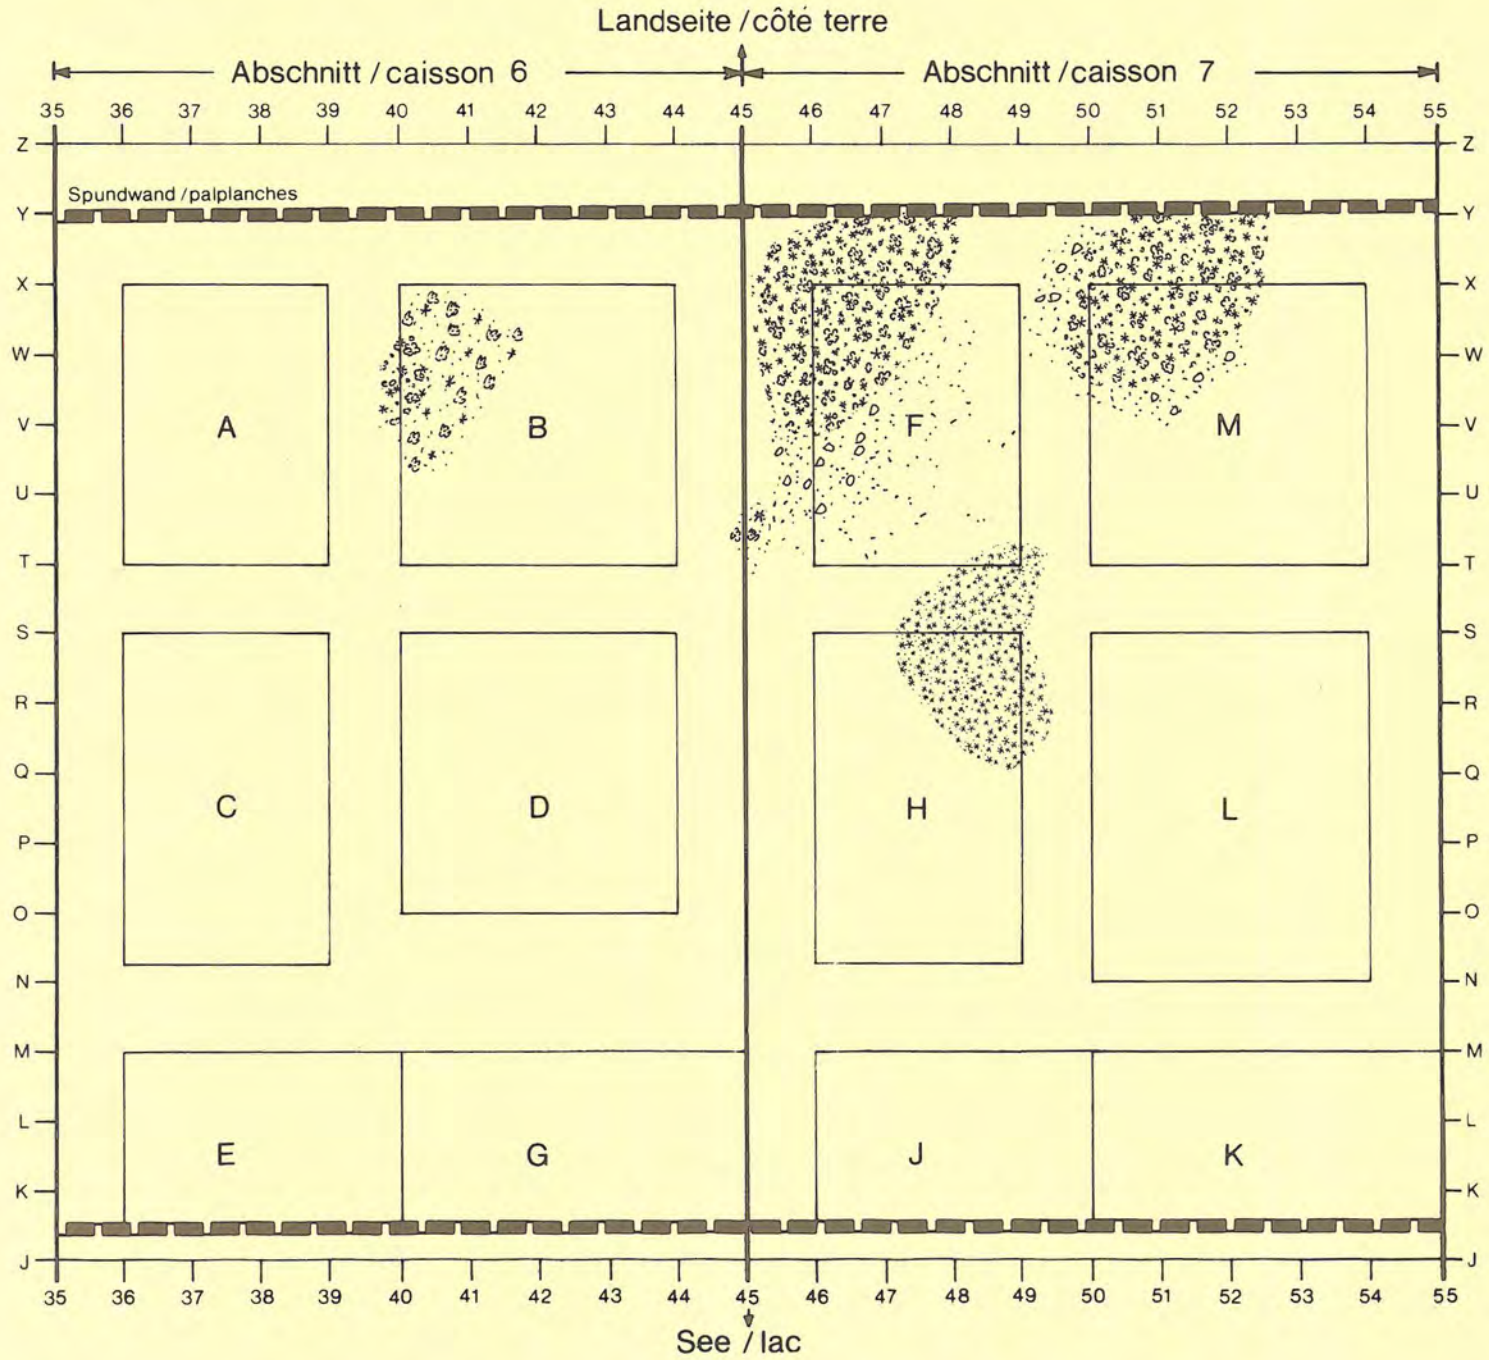 Landseite / côté terre
Abschnitt / caisson 6 Abschnitt / caisson 7
35 36 37 38 39 40 41 42 43 44 45 46 47 48 49 50 51 52 53 54 55
Z Z
Spundwand / palplanches
Y Y
X X
W W
V A B F M V
U U
T T
S S
R R
Q Q
C D H L
P P
O O
N N
M M
L L
E G J K
K K
J J
35 36 37 38 39 40 41 42 43 44 45 46 47 48 49 50 51 52 53 54 55
See / lac